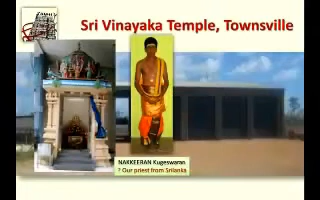 Sri Vinayaka Temple, Townsville
NAKKEERAN Kugeswaran
? Our priest from Srilanka